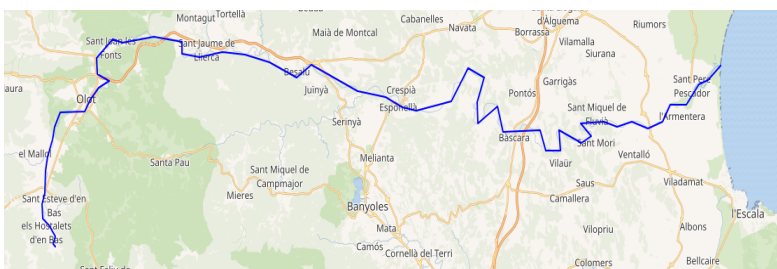 Montagut
Tortellà
Cabanelles
d'Àlguema
Riumors
Maià de Montcal
Navata
Borrassà
Vilamalla
Sant Joan les
Fonts
Sant Jaume de
Llierca
Siurana
Besalú
Garrigàs
Sant Pere
Pescador
aura
Olot
Juinyà
Crespià
Pontós
Esponellà
Sant Miquel de
Fluvià
l'Armentera
Serinyà
Bàscara
Sant Mori
el Mallol
Santa Pau
Melianta
Vilaür
Ventalló
Sant Miquel de
Campmajor
Mieres
Saus
Viladamat
Sant Esteve d'en
Bas
Banyoles
Camallera
l'Escala
els Hostalets
d'en Bas
Mata
Vilopriu
Albons
Camós
Cornellà del Terri
Colomers
Bellcaire